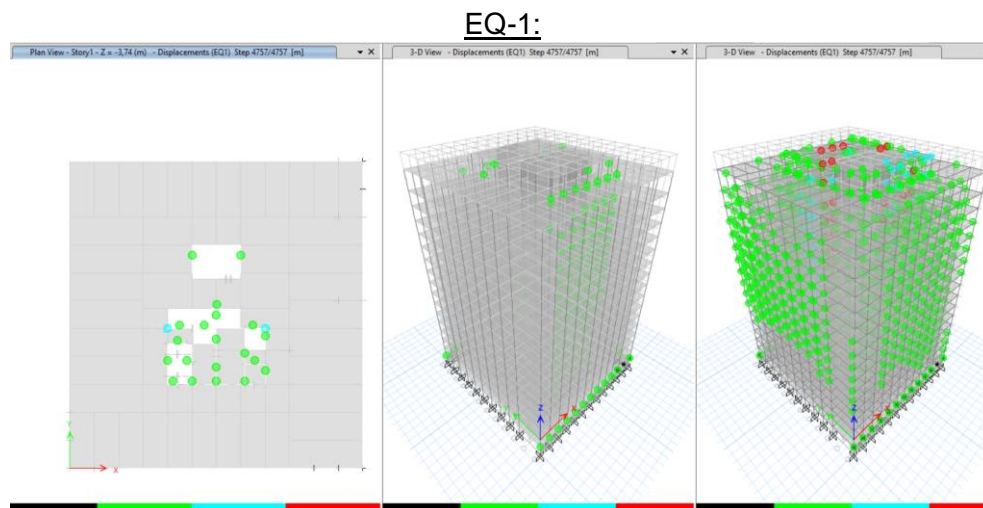 EQ-1:
Plan View - Story1 - Z = -3,74 (m) - Displacements (EQ1) Step 4757/4757 [m]
3-D View - Displacements (EQ1) Step 4757/4757 [m]
3-D View - Displacements (EQ1) Step 4757/4757 [m]
Z
X
Z
X
Y
X